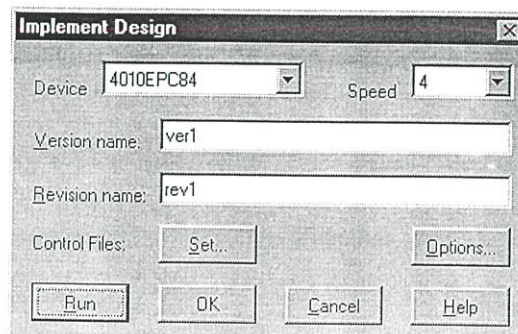 Implement Design
Device 4010EPC84 Speed 4
Version name: ver1
Revision name: rev1
Control Files: Set... Options...
Run OK Cancel Help